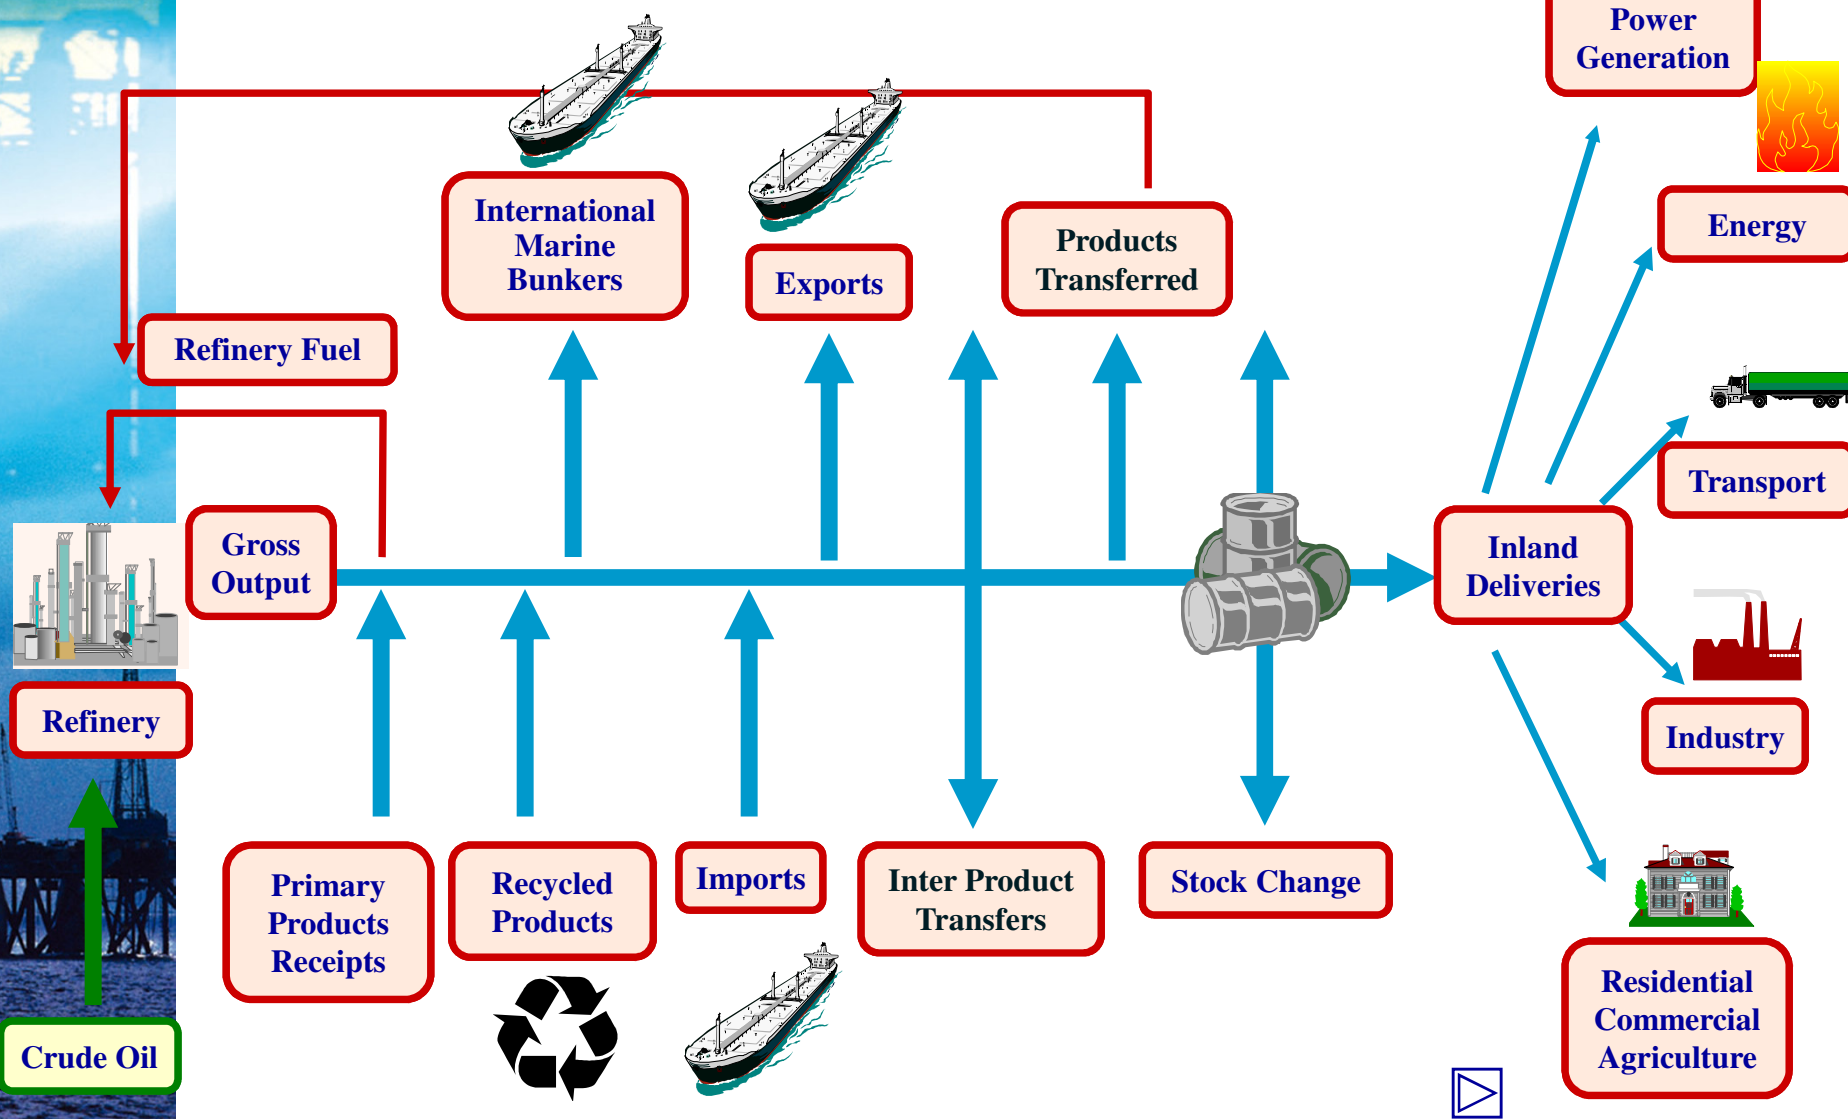 Power
Generation
Energy
International
Marine
Bunkers
Exports
Products
Transferred
Refinery Fuel
Transport
Gross
Output
Inland
Deliveries
Refinery
Industry
Primary
Products
Receipts
Recycled
Products
Imports
Inter Product
Transfers
Stock Change
Residential
Commercial
Agriculture
Crude Oil